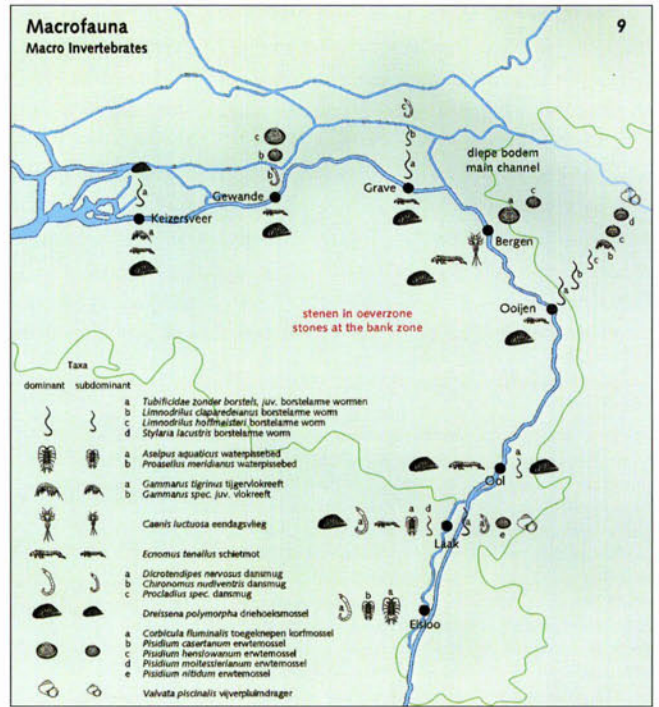 Macrofauna
Macro Invertebrates
9
diepe bodem
main channel
Keizersveer
Gewande
Grave
Bergen
Ooijen
stenen in oeverzone
stones at the bank zone
Ool
Laak
Elsloo
Taxa
dominant subdominant
a Tubificidae zonder borstels, juv. borstelarme wormen
b Limnodrilus claparedeianus borstelarme worm
c Limnodrilus hoffmeisteri borstelarme worm
d Stylaria lacustris borstelarme worm
a Asellus aquaticus waterpissebed
b Proasellus meridianus waterpissebed
a Gammarus tigrinus tijgervlokreeft
b Gammarus spec. juv. vlokreeft
Caenis luctuosa eendagsvlieg
Ecnomus tenellus schietmot
a Dicrotendipes nervosus dansmug
b Chironomus nudiventris dansmug
c Procladius spec. dansmug
Dreissena polymorpha driehoeksmossel
a Corbicula fluminalis toegeknepen korfmossel
b Pisidium casertanum erwtemossel
c Pisidium henslowanum erwtemossel
d Pisidium moitessierianum erwtemossel
e Pisidium nitidum erwtemossel
Valvata piscinalis vijverpluimdrager